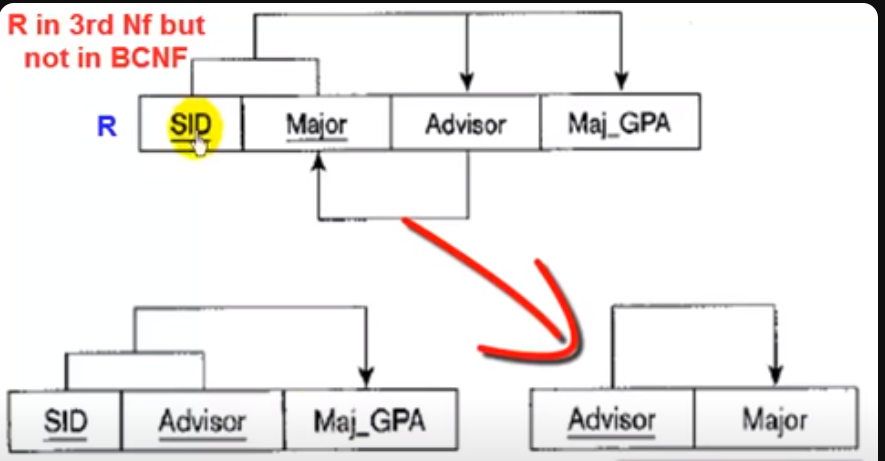 R in 3rd Nf but
not in BCNF
R SID Major Advisor Maj_GPA
SID Advisor Maj_GPA
Advisor Major